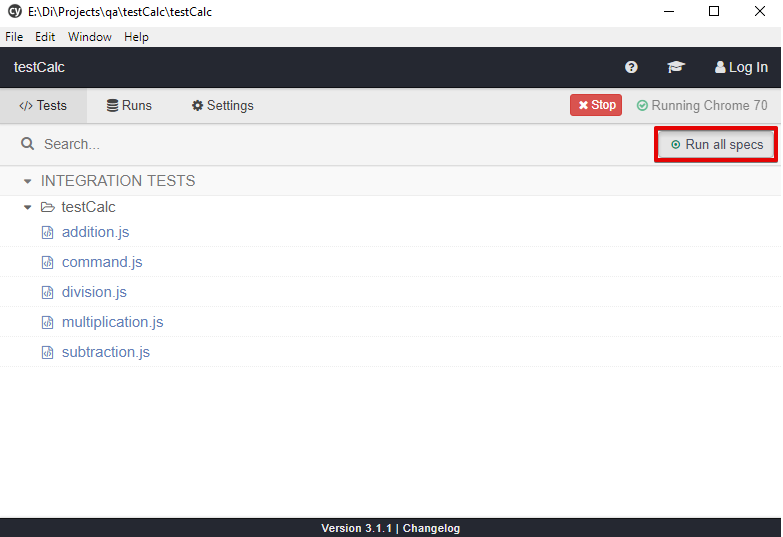 cy E:\Di\Projects\qa\testCalc\testCalc
File Edit Window Help
testCalc ? Log In
</> Tests Runs Settings Stop Running Chrome 70
Search... Run all specs
INTEGRATION TESTS
testCalc
addition.js
command.js
division.js
multiplication.js
subtraction.js
Version 3.1.1 | Changelog